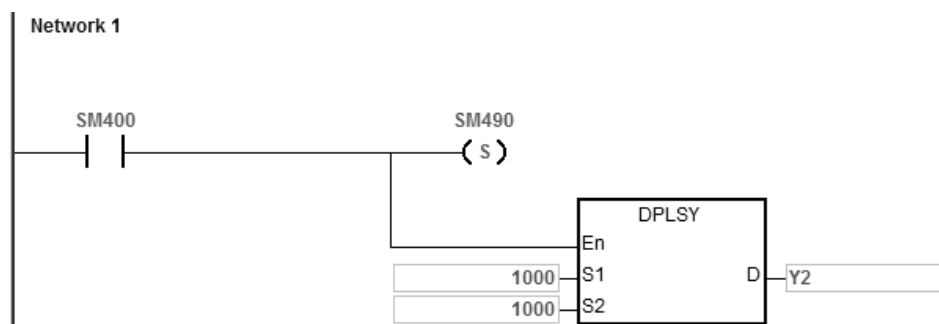 Network 1
SM400
SM490
( S )
DPLSY
En
1000 S1 D Y2
1000 S2